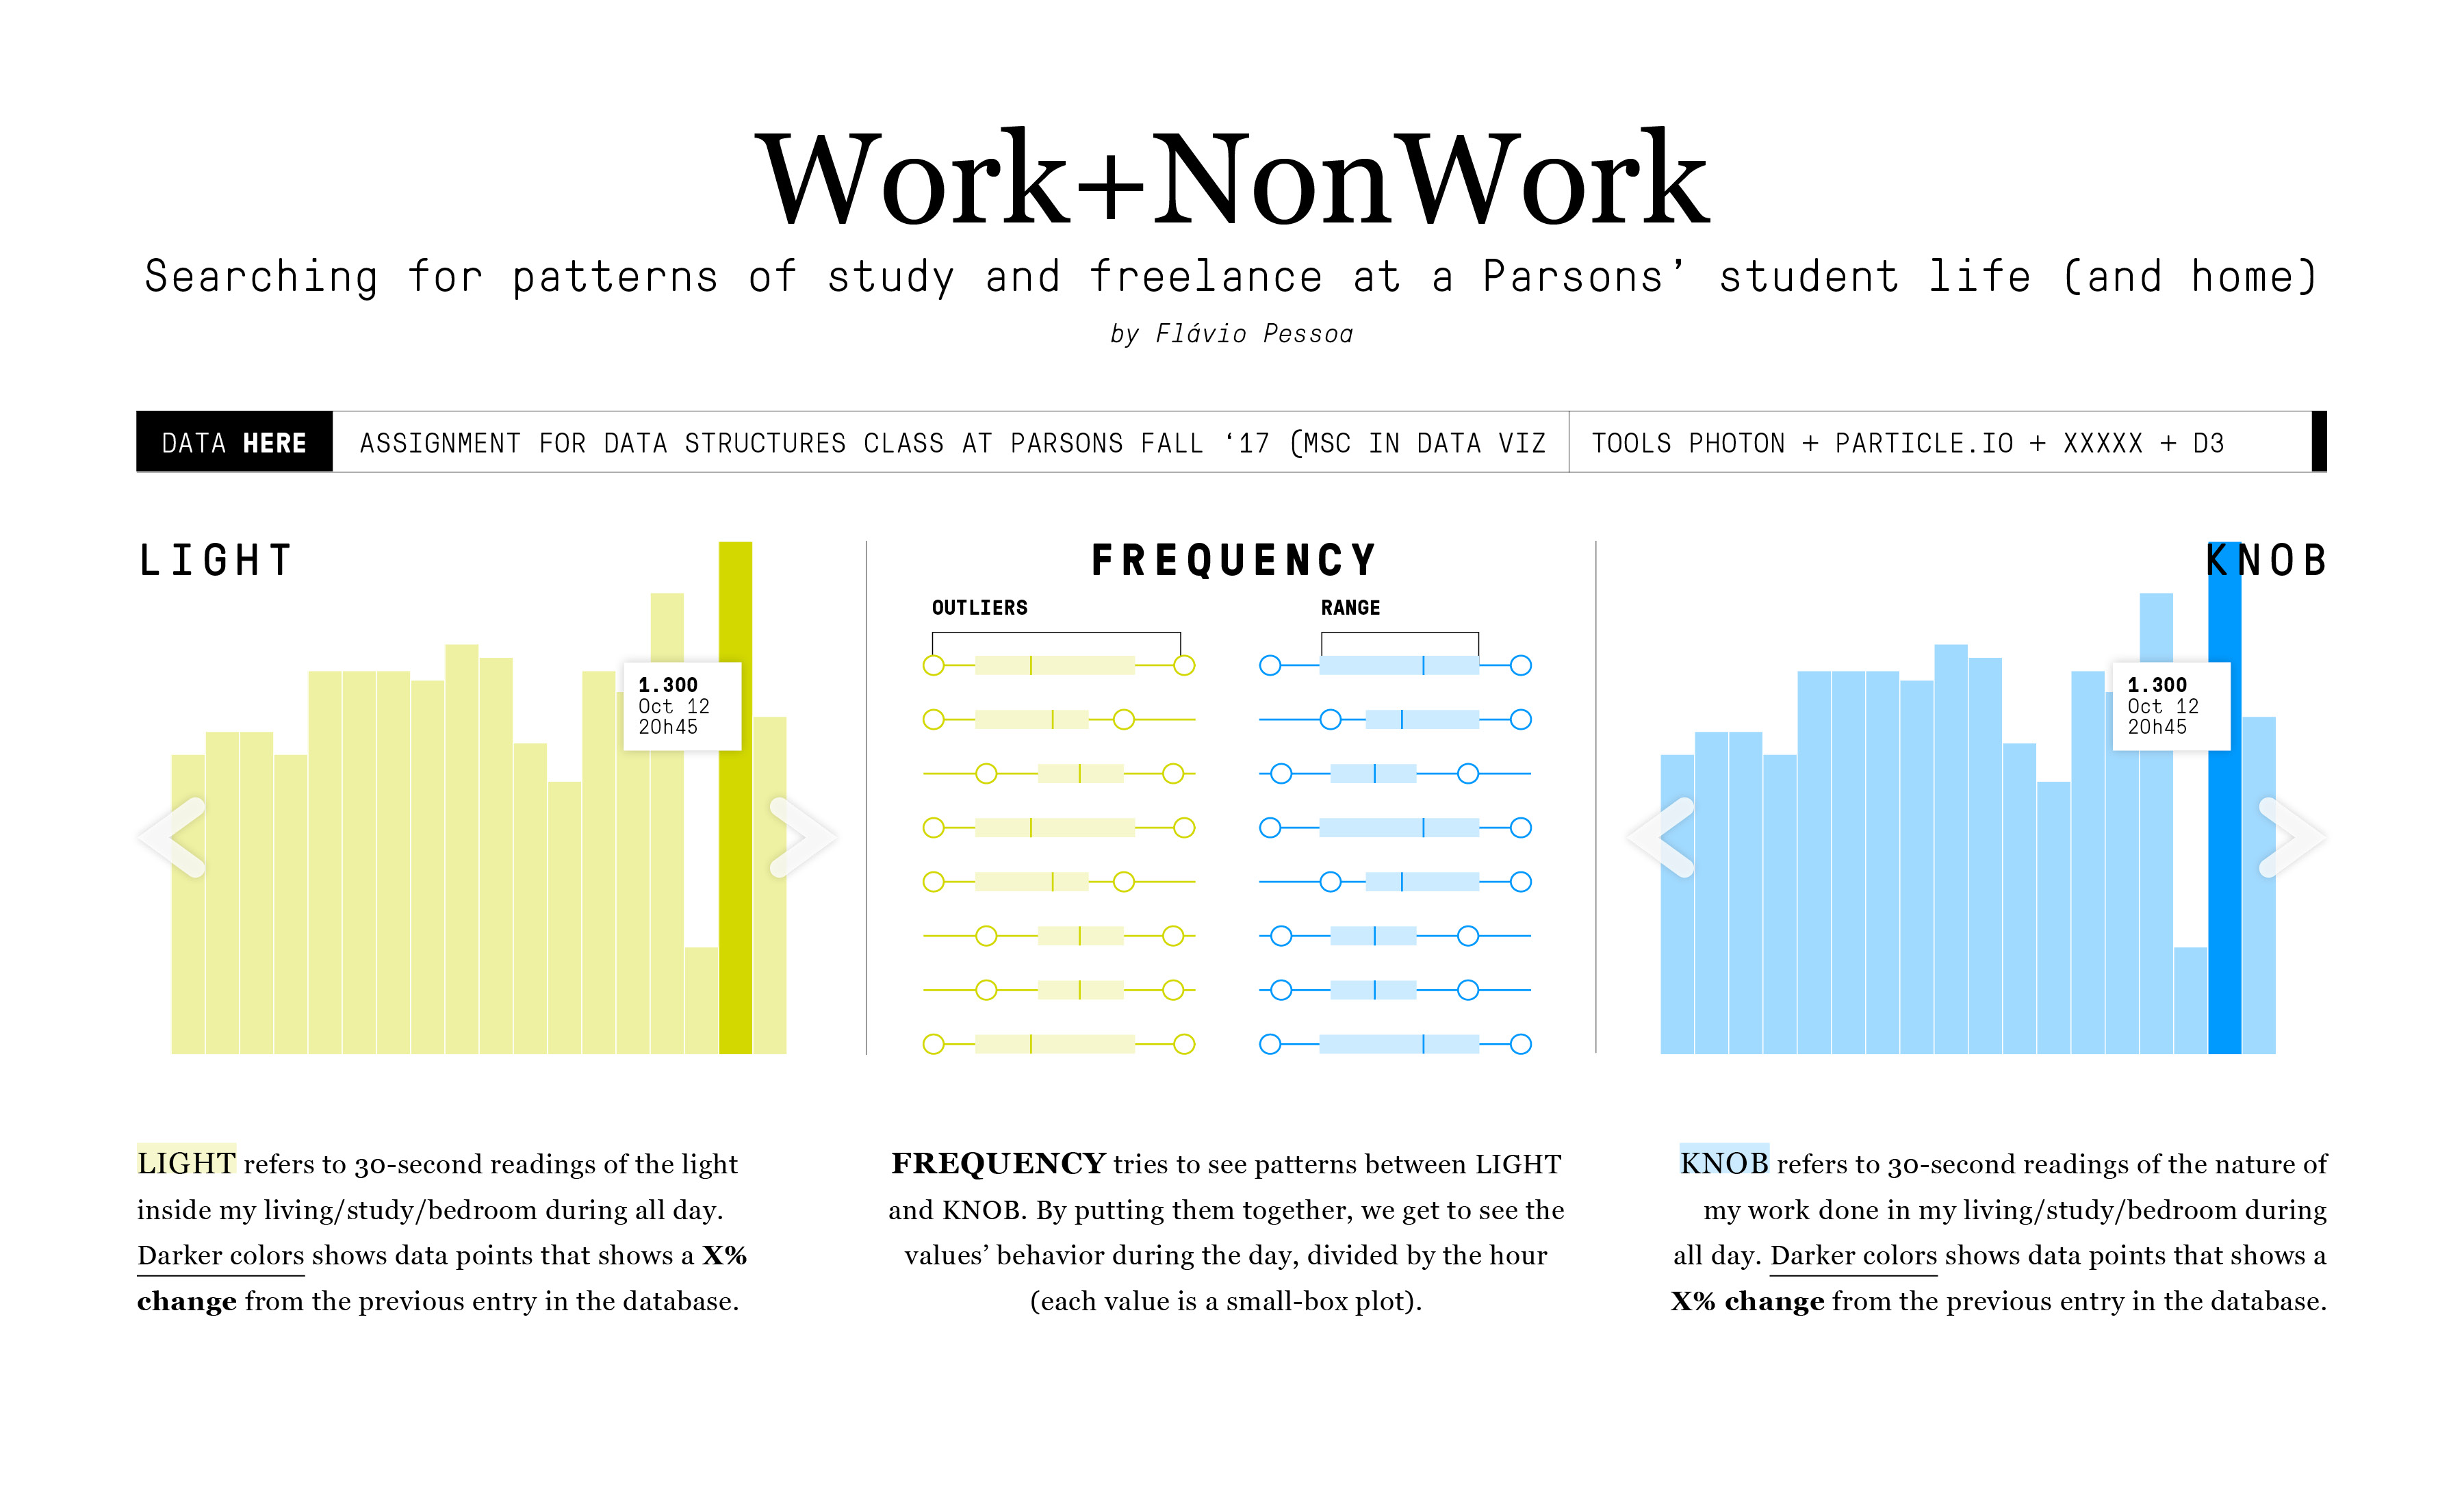 Work+NonWork
Searching for patterns of study and freelance at a Parsons’ student life (and home)
by Flávio Pessoa
DATA HERE
ASSIGNMENT FOR DATA STRUCTURES CLASS AT PARSONS FALL ‘17 (MSC IN DATA VIZ
TOOLS PHOTON + PARTICLE.IO + XXXXX + D3
LIGHT
1.300
Oct 12
20h45
FREQUENCY
OUTLIERS
RANGE
KNOB
1.300
Oct 12
20h45
LIGHT refers to 30-second readings of the light
inside my living/study/bedroom during all day.
Darker colors shows data points that shows a X%
change from the previous entry in the database.
FREQUENCY tries to see patterns between LIGHT
and KNOB. By putting them together, we get to see the
values’ behavior during the day, divided by the hour
(each value is a small-box plot).
KNOB refers to 30-second readings of the nature of
my work done in my living/study/bedroom during
all day. Darker colors shows data points that shows a
X% change from the previous entry in the database.